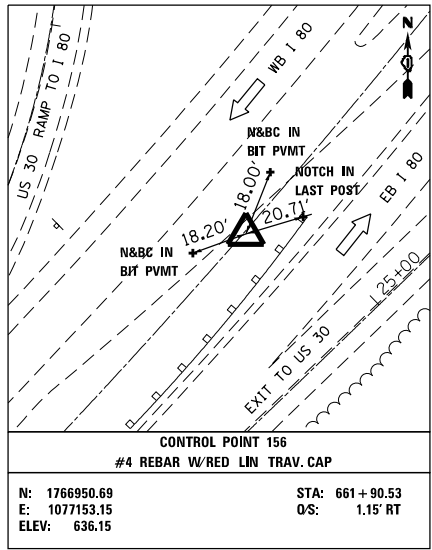 N
WB I 80
US 30 RAMP TO I 80
N&BC IN
BIT PVMT
NOTCH IN
LAST POST
18.00'
20.71'
18.20'
N&BC IN
BIT PVMT
EB I 80
125+00
EXIT TO US 30
CONTROL POINT 156
#4 REBAR W/RED LIN TRAV. CAP
N: 1766950.69
E: 1077153.15
ELEV: 636.15
STA: 661 + 90.53
O/S: 1.15' RT